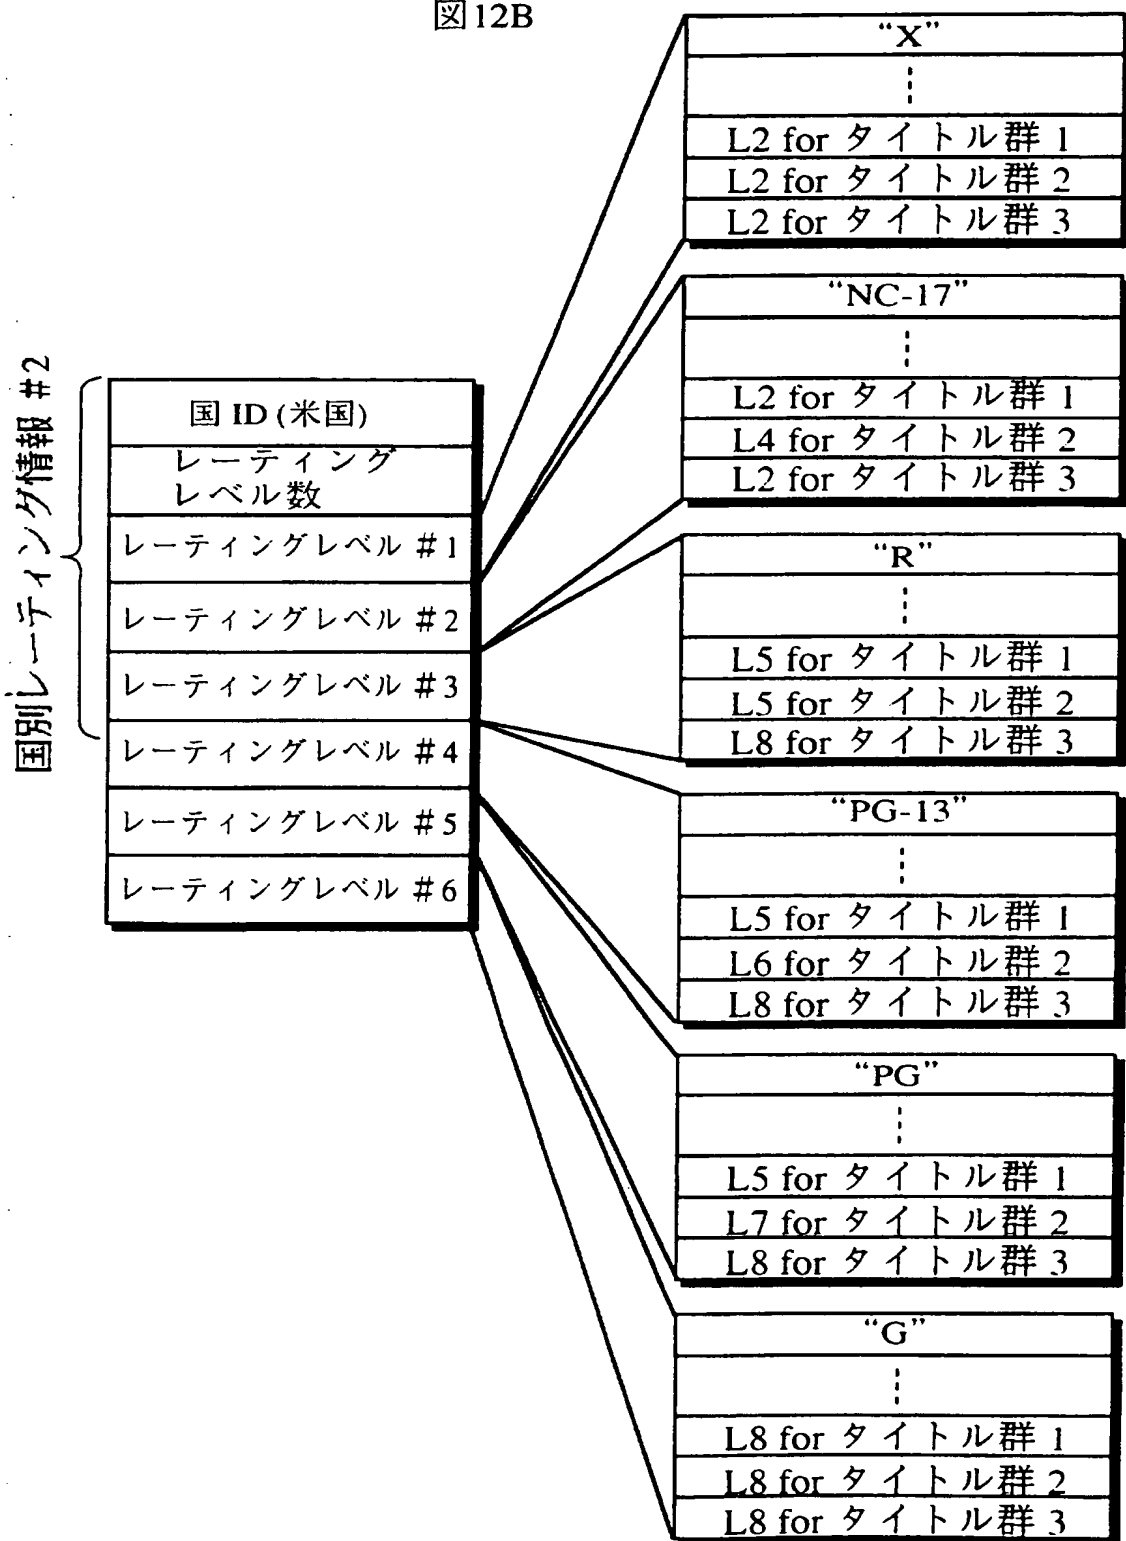 図12B
国別レーティング情報 #2
国 ID (米国)
レーティング
レベル数
レーティングレベル #1
レーティングレベル #2
レーティングレベル #3
レーティングレベル #4
レーティングレベル #5
レーティングレベル #6
“X”
L2 for タイトル群 1
L2 for タイトル群 2
L2 for タイトル群 3
“NC-17”
L2 for タイトル群 1
L4 for タイトル群 2
L2 for タイトル群 3
“R”
L5 for タイトル群 1
L5 for タイトル群 2
L8 for タイトル群 3
“PG-13”
L5 for タイトル群 1
L6 for タイトル群 2
L8 for タイトル群 3
“PG”
L5 for タイトル群 1
L7 for タイトル群 2
L8 for タイトル群 3
“G”
L8 for タイトル群 1
L8 for タイトル群 2
L8 for タイトル群 3